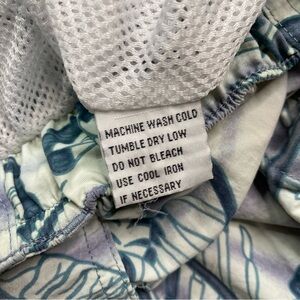 MACHINE WASH COLD
TUMBLE DRY LOW
DO NOT BLEACH
USE COOL IRON
IF NECESSARY